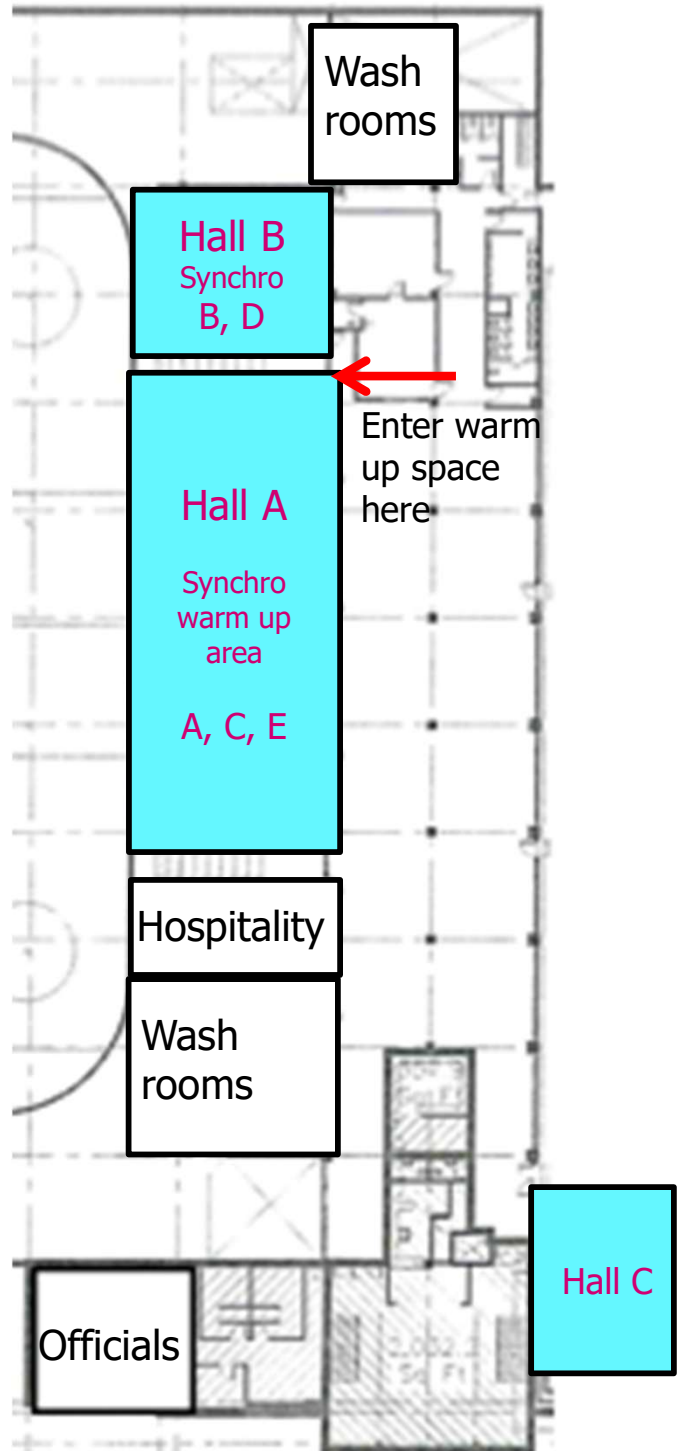 Wash
rooms
Hall B
Synchro
B, D
Enter warm
up space
here
Hall A
Synchro
warm up
area
A, C, E
Hospitality
Wash
rooms
Hall C
Officials